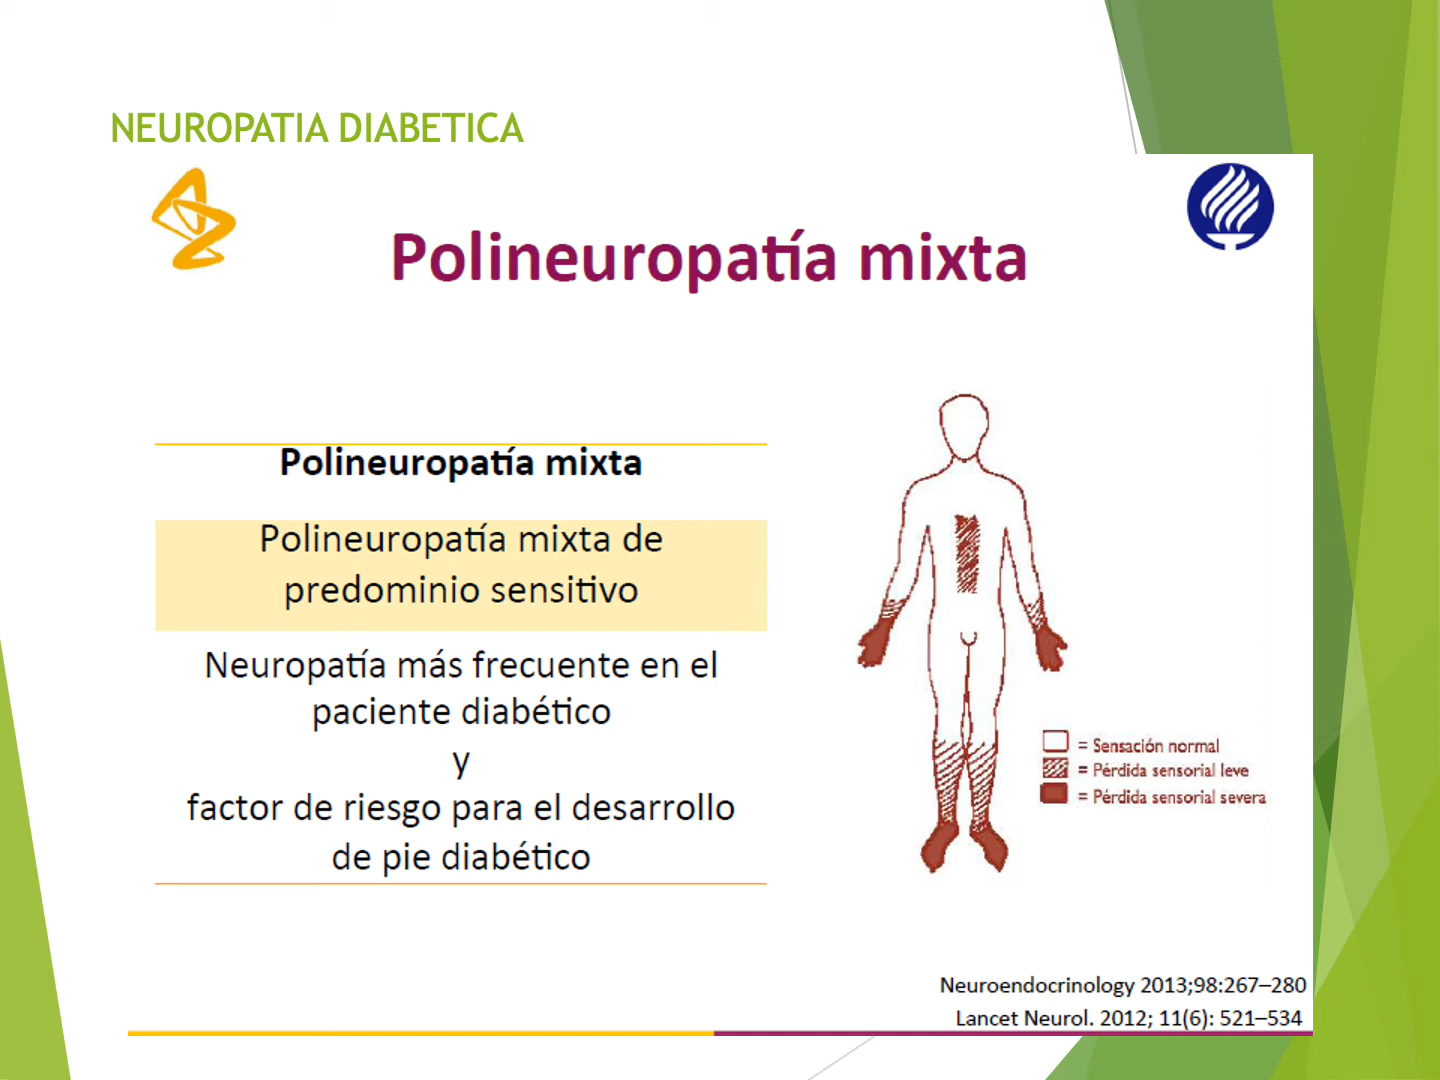 NEUROPATIA DIABETICA
Polineuropatía mixta
Polineuropatía mixta
Polineuropatía mixta de
predominio sensitivo
Neuropatía más frecuente en el
paciente diabético
y
factor de riesgo para el desarrollo
de pie diabético
= Sensación normal
= Pérdida sensorial leve
= Pérdida sensorial severa
Neuroendocrinology 2013;98:267–280
Lancet Neurol. 2012; 11(6): 521–534